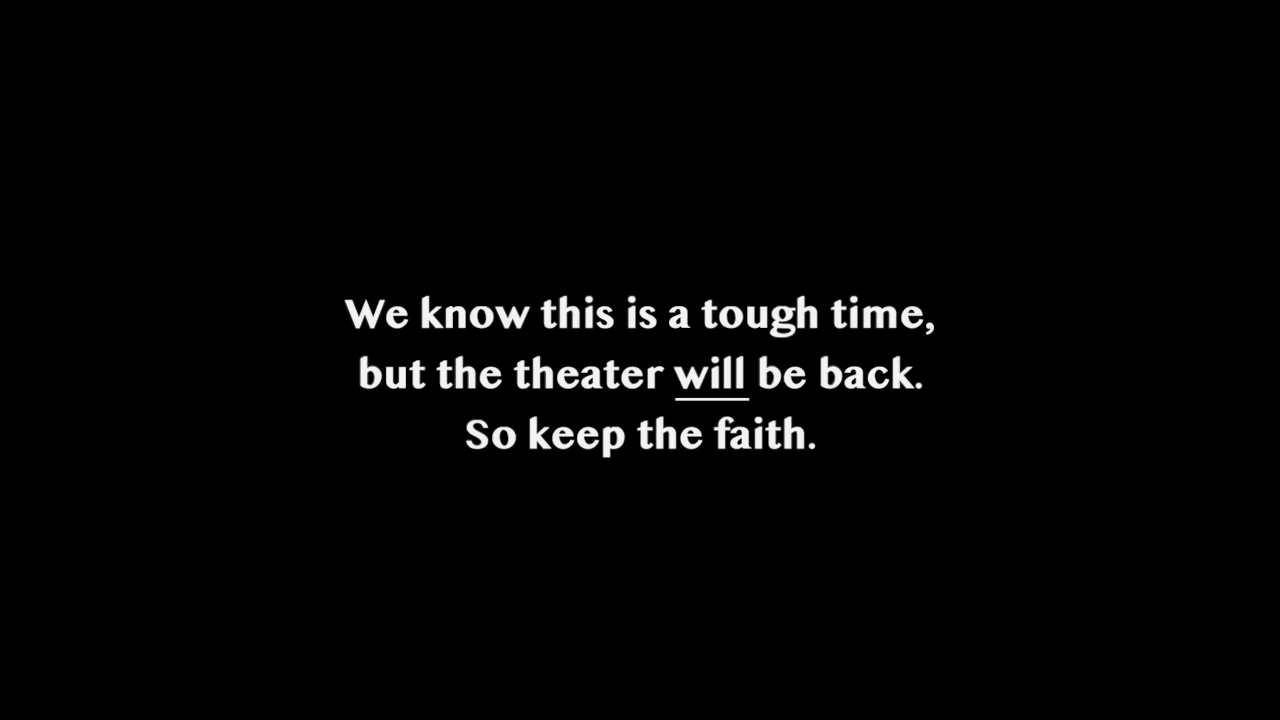 We know this is a tough time,
but the theater will be back.
So keep the faith.